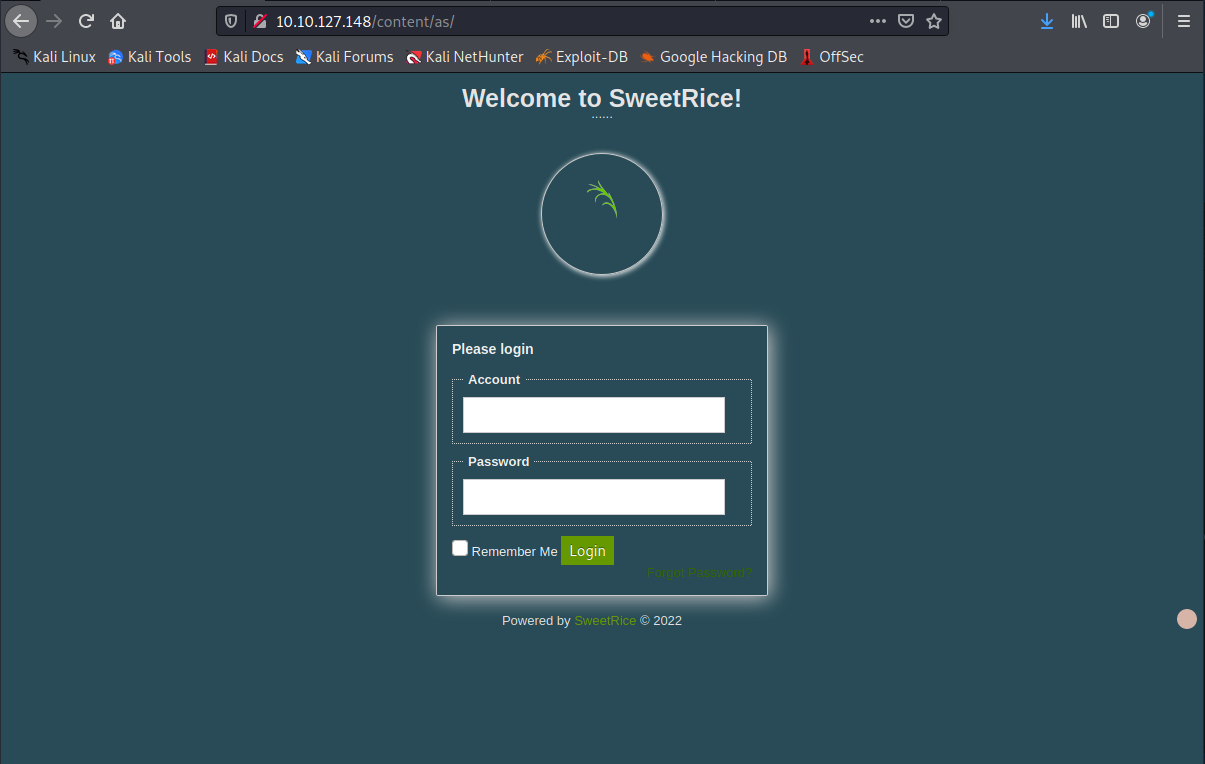 10.10.127.148/content/as/
Kali Linux Kali Tools Kali Docs Kali Forums Kali NetHunter Exploit-DB Google Hacking DB OffSec
Welcome to SweetRice!
......
Please login
Account
Password
Remember Me Login
Forgot Password?
Powered by SweetRice © 2022